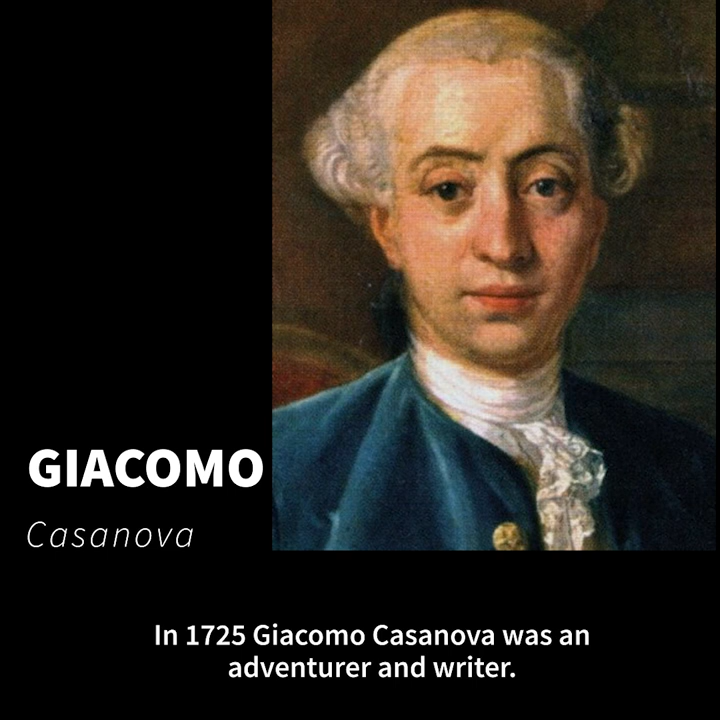 GIACOMO
Casanova
In 1725 Giacomo Casanova was an
adventurer and writer.